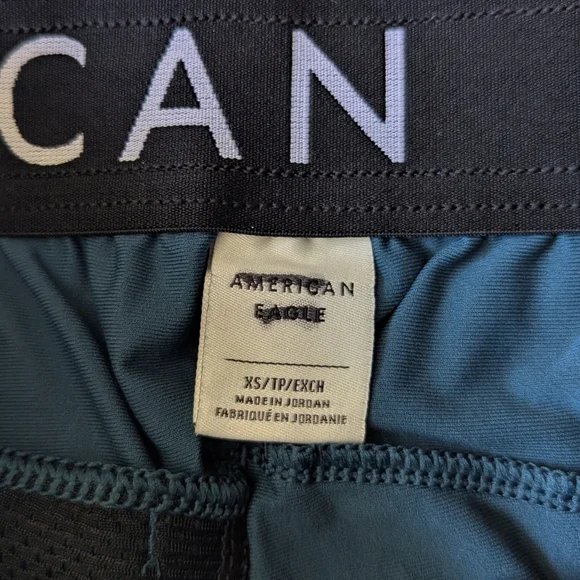 CAN
AMERICAN
EAGLE
XS/TP/EXCH
MADE IN JORDAN
FABRIQUÉ EN JORDANIE